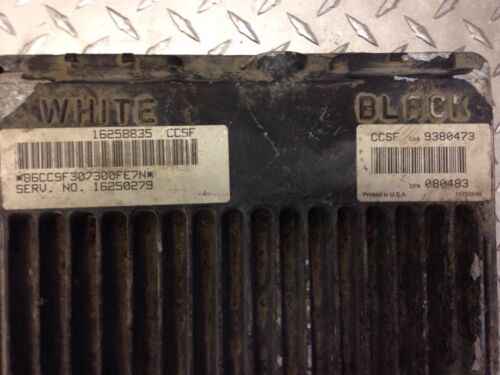 WHITE
BLACK
16258835 CCSF
*86CCSF307300FE7N*
SERV. NO. 16250279
CCSF 9380473
080483
Printed in U.S.A.